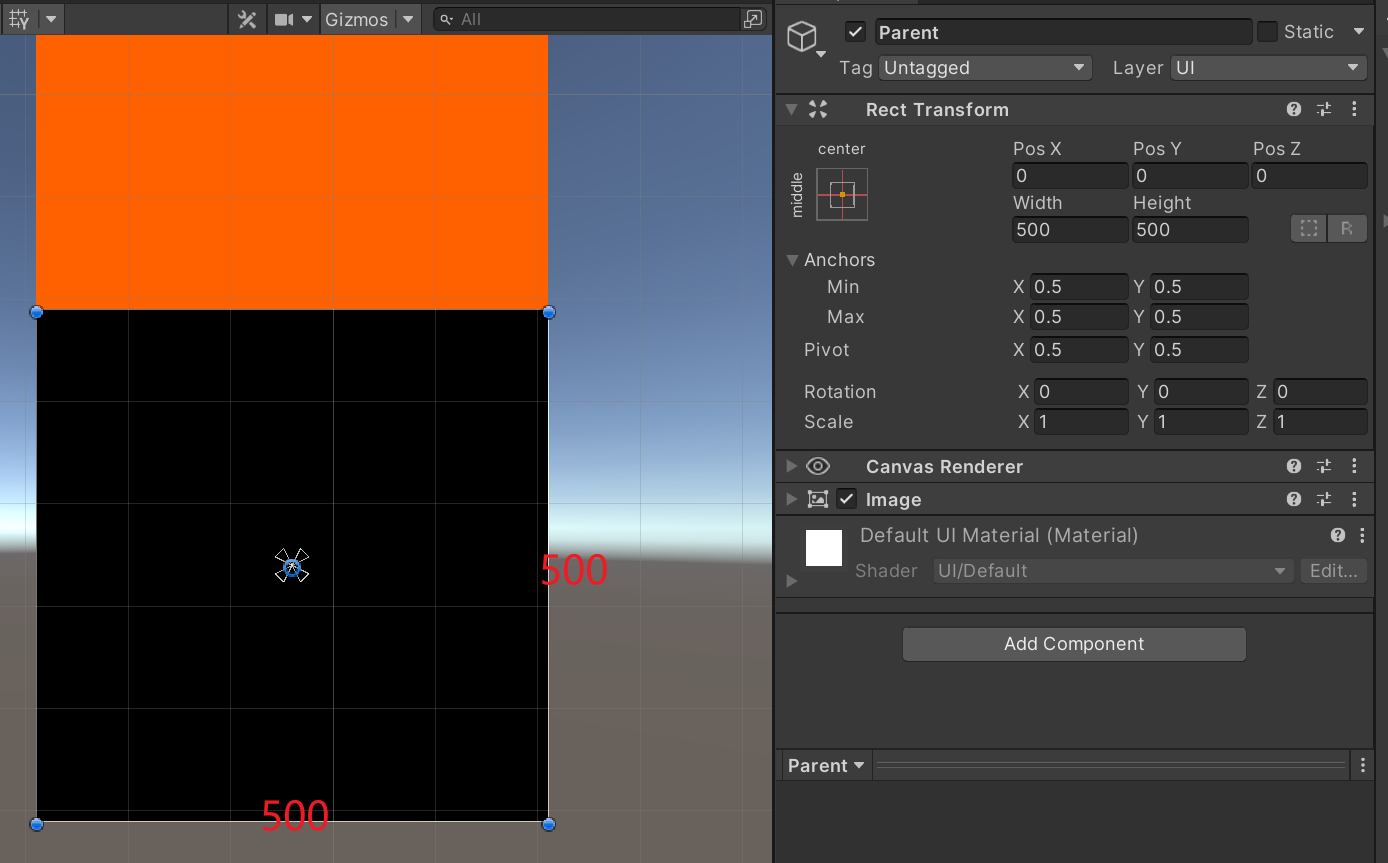 Gizmos
All
Parent
Static
Tag
Untagged
Layer
UI
Rect Transform
center
middle
Pos X
Pos Y
Pos Z
0
0
0
Width
Height
500
500
R
Anchors
Min
X 0.5
Y 0.5
Max
X 0.5
Y 0.5
Pivot
X 0.5
Y 0.5
Rotation
X 0
Y 0
Z 0
Scale
X 1
Y 1
Z 1
Canvas Renderer
Image
Default UI Material (Material)
Shader
UI/Default
Edit...
Add Component
Parent
500
500